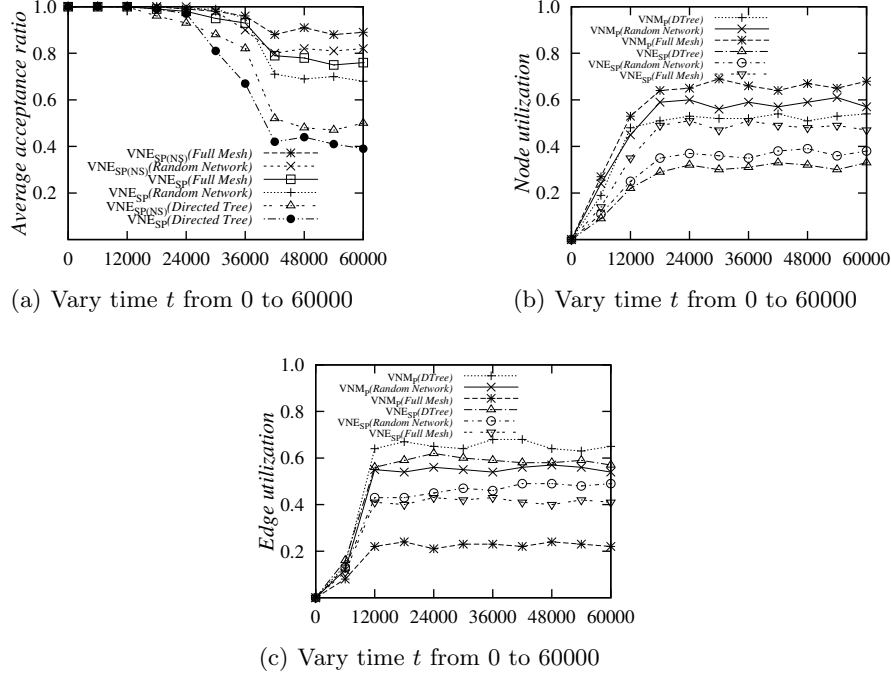 Average acceptance ratio
1.0
0.8
0.6
0.4
0.2
VNE_SP(NS)(Full Mesh)
VNE_SP(NS)(Random Network)
VNE_SP(Full Mesh)
VNE_SP(Random Network)
VNE_SP(NS)(Directed Tree)
VNE_SP(Directed Tree)
0 12000 24000 36000 48000 60000
(a) Vary time t from 0 to 60000
Node utilization
1.0
0.8
0.6
0.4
0.2
VNM_P(DTree)
VNM_P(Random Network)
VNM_P(Full Mesh)
VNE_SP(DTree)
VNE_SP(Random Network)
VNE_SP(Full Mesh)
0 12000 24000 36000 48000 60000
(b) Vary time t from 0 to 60000
Edge utilization
1.0
0.8
0.6
0.4
0.2
VNM_P(DTree)
VNM_P(Random Network)
VNM_P(Full Mesh)
VNE_SP(DTree)
VNE_SP(Random Network)
VNE_SP(Full Mesh)
0 12000 24000 36000 48000 60000
(c) Vary time t from 0 to 60000